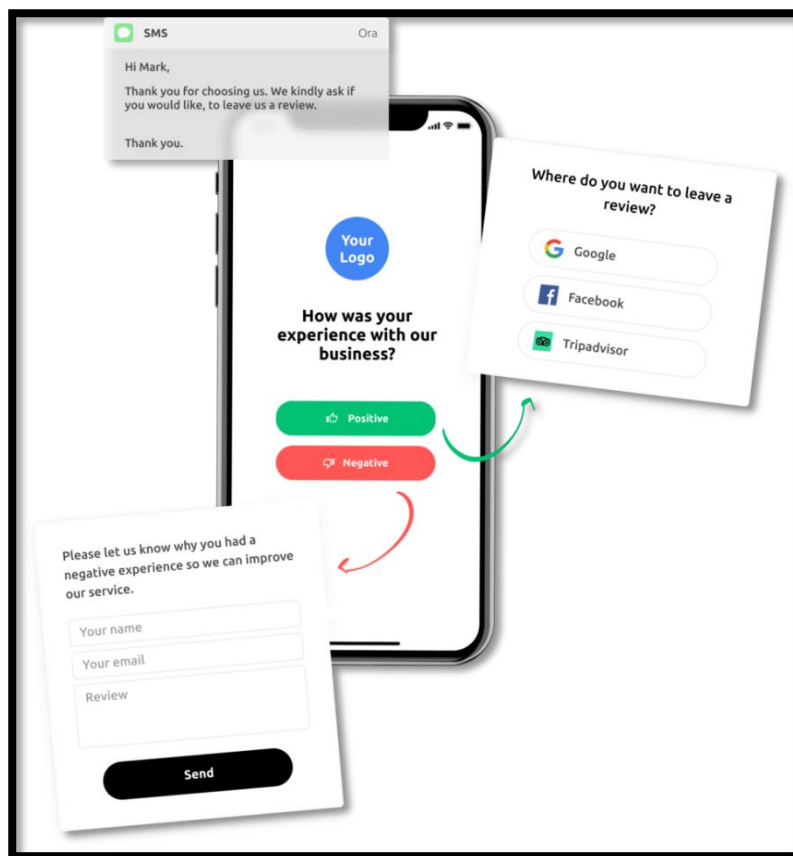 SMS Ora
Hi Mark,
Thank you for choosing us. We kindly ask if
you would like, to leave us a review.
Thank you.
Your
Logo
How was your
experience with our
business?
Positive
Negative
Where do you want to leave a
review?
Google
Facebook
Tripadvisor
Please let us know why you had a
negative experience so we can improve
our service.
Your name
Your email
Review
Send